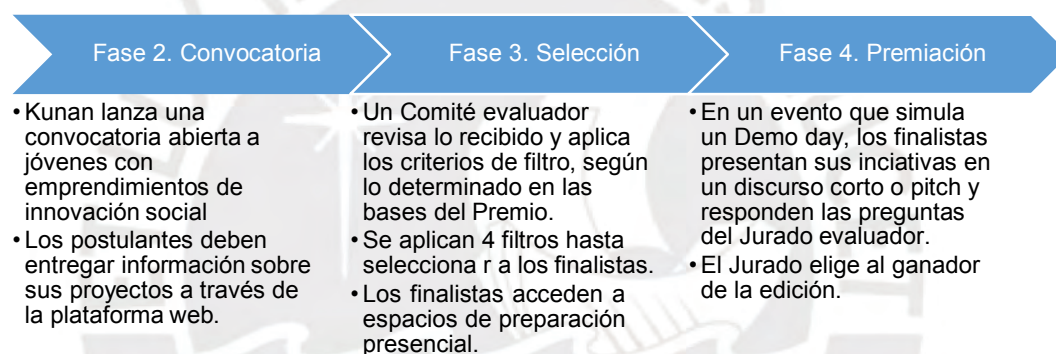 Fase 2. Convocatoria
Fase 3. Selección
Fase 4. Premiación
• Kunan lanza una
convocatoria abierta a
jóvenes con
emprendimientos de
innovación social
• Los postulantes deben
entregar información sobre
sus proyectos a través de
la plataforma web.
• Un Comité evaluador
revisa lo recibido y aplica
los criterios de filtro, según
lo determinado en las
bases del Premio.
• Se aplican 4 filtros hasta
selecciona r a los finalistas.
• Los finalistas acceden a
espacios de preparación
presencial.
• En un evento que simula
un Demo day, los finalistas
presentan sus inciativas en
un discurso corto o pitch y
responden las preguntas
del Jurado evaluador.
• El Jurado elige al ganador
de la edición.